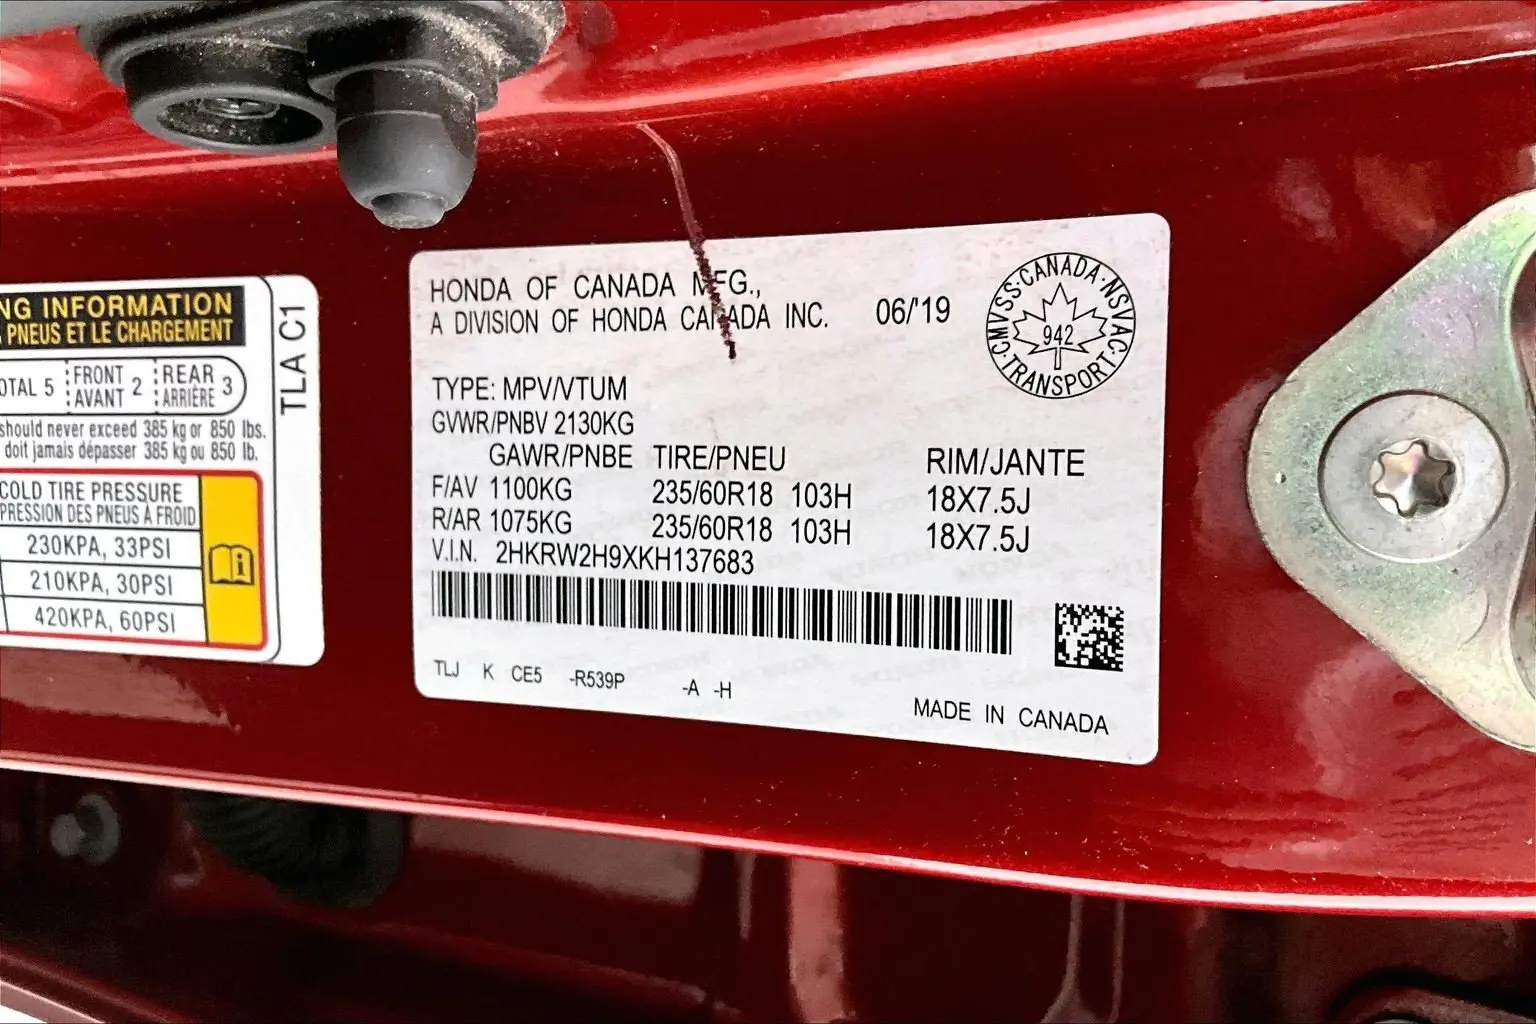 NG INFORMATION
PNEUS ET LE CHARGEMENT
OTAL 5 FRONT AVANT 2 REAR ARRIÈRE 3
should never exceed 385 kg or 850 lbs.
doit jamais dépasser 385 kg ou 850 lb.
COLD TIRE PRESSURE
PRESSION DES PNEUS À FROID
230KPA, 33PSI
210KPA, 30PSI
420KPA, 60PSI
TLA C1
HONDA OF CANADA MFG.,
A DIVISION OF HONDA CANADA INC. 06/'19
CMVSS · CANADA · NSVAC · TRANSPORT
942
TYPE: MPV/VTUM
GVWR/PNBV 2130KG
GAWR/PNBE TIRE/PNEU RIM/JANTE
F/AV 1100KG 235/60R18 103H 18X7.5J
R/AR 1075KG 235/60R18 103H 18X7.5J
V.I.N. 2HKRW2H9XKH137683
TLJ K CE5 -R539P -A -H
MADE IN CANADA